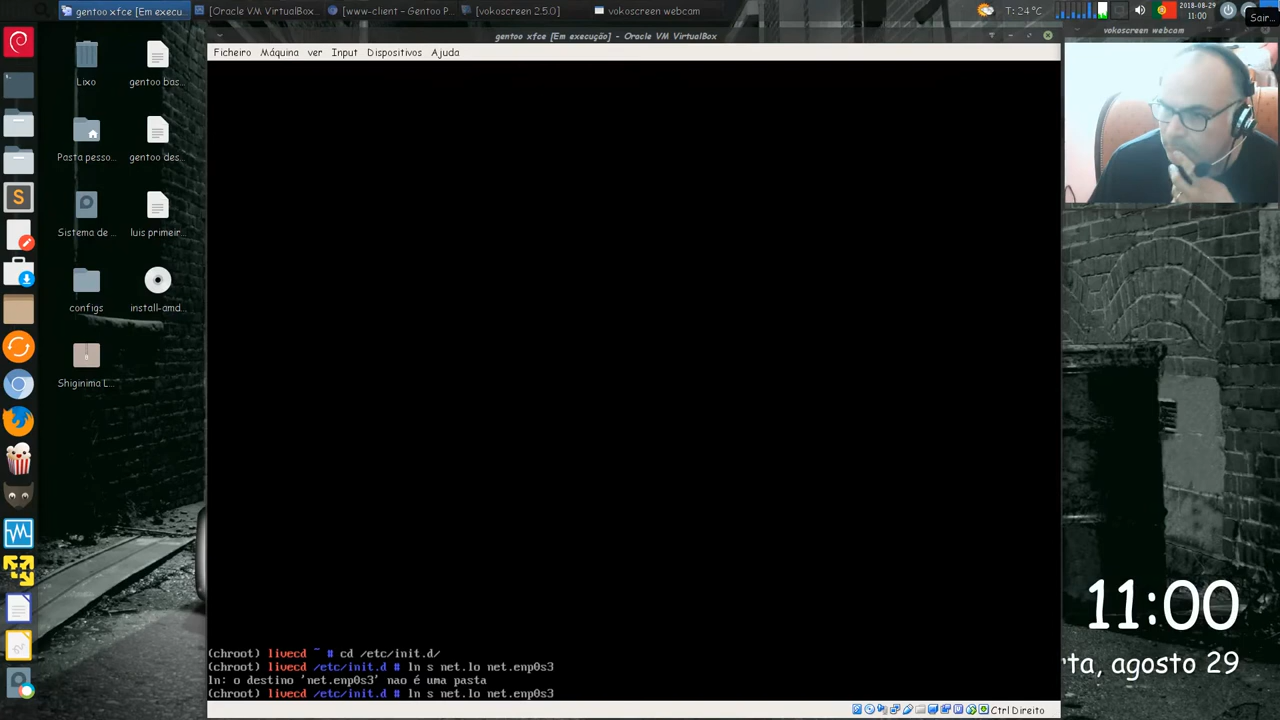 gentoo xfce [Em execu...
[Oracle VM VirtualBox...
[www-client – Gentoo P...
[vokoscreen 2.5.0]
vokoscreen webcam
T: 24°C
2018-08-29
11:00
Sair...
gentoo xfce [Em execução] - Oracle VM VirtualBox
vokoscreen webcam
Ficheiro Máquina ver Input Dispositivos Ajuda
Lixo
gentoo bas...
Pasta pesso...
gentoo des...
Sistema de ...
luis primeir...
configs
install-amd...
Shiginima L...
(chroot) livecd ~ # cd /etc/init.d/
(chroot) livecd /etc/init.d # ln s net.lo net.enp0s3
ln: o destino 'net.enp0s3' nao é uma pasta
(chroot) livecd /etc/init.d # ln s net.lo net.enp0s3
11:00
rta, agosto 29
Ctrl Direito